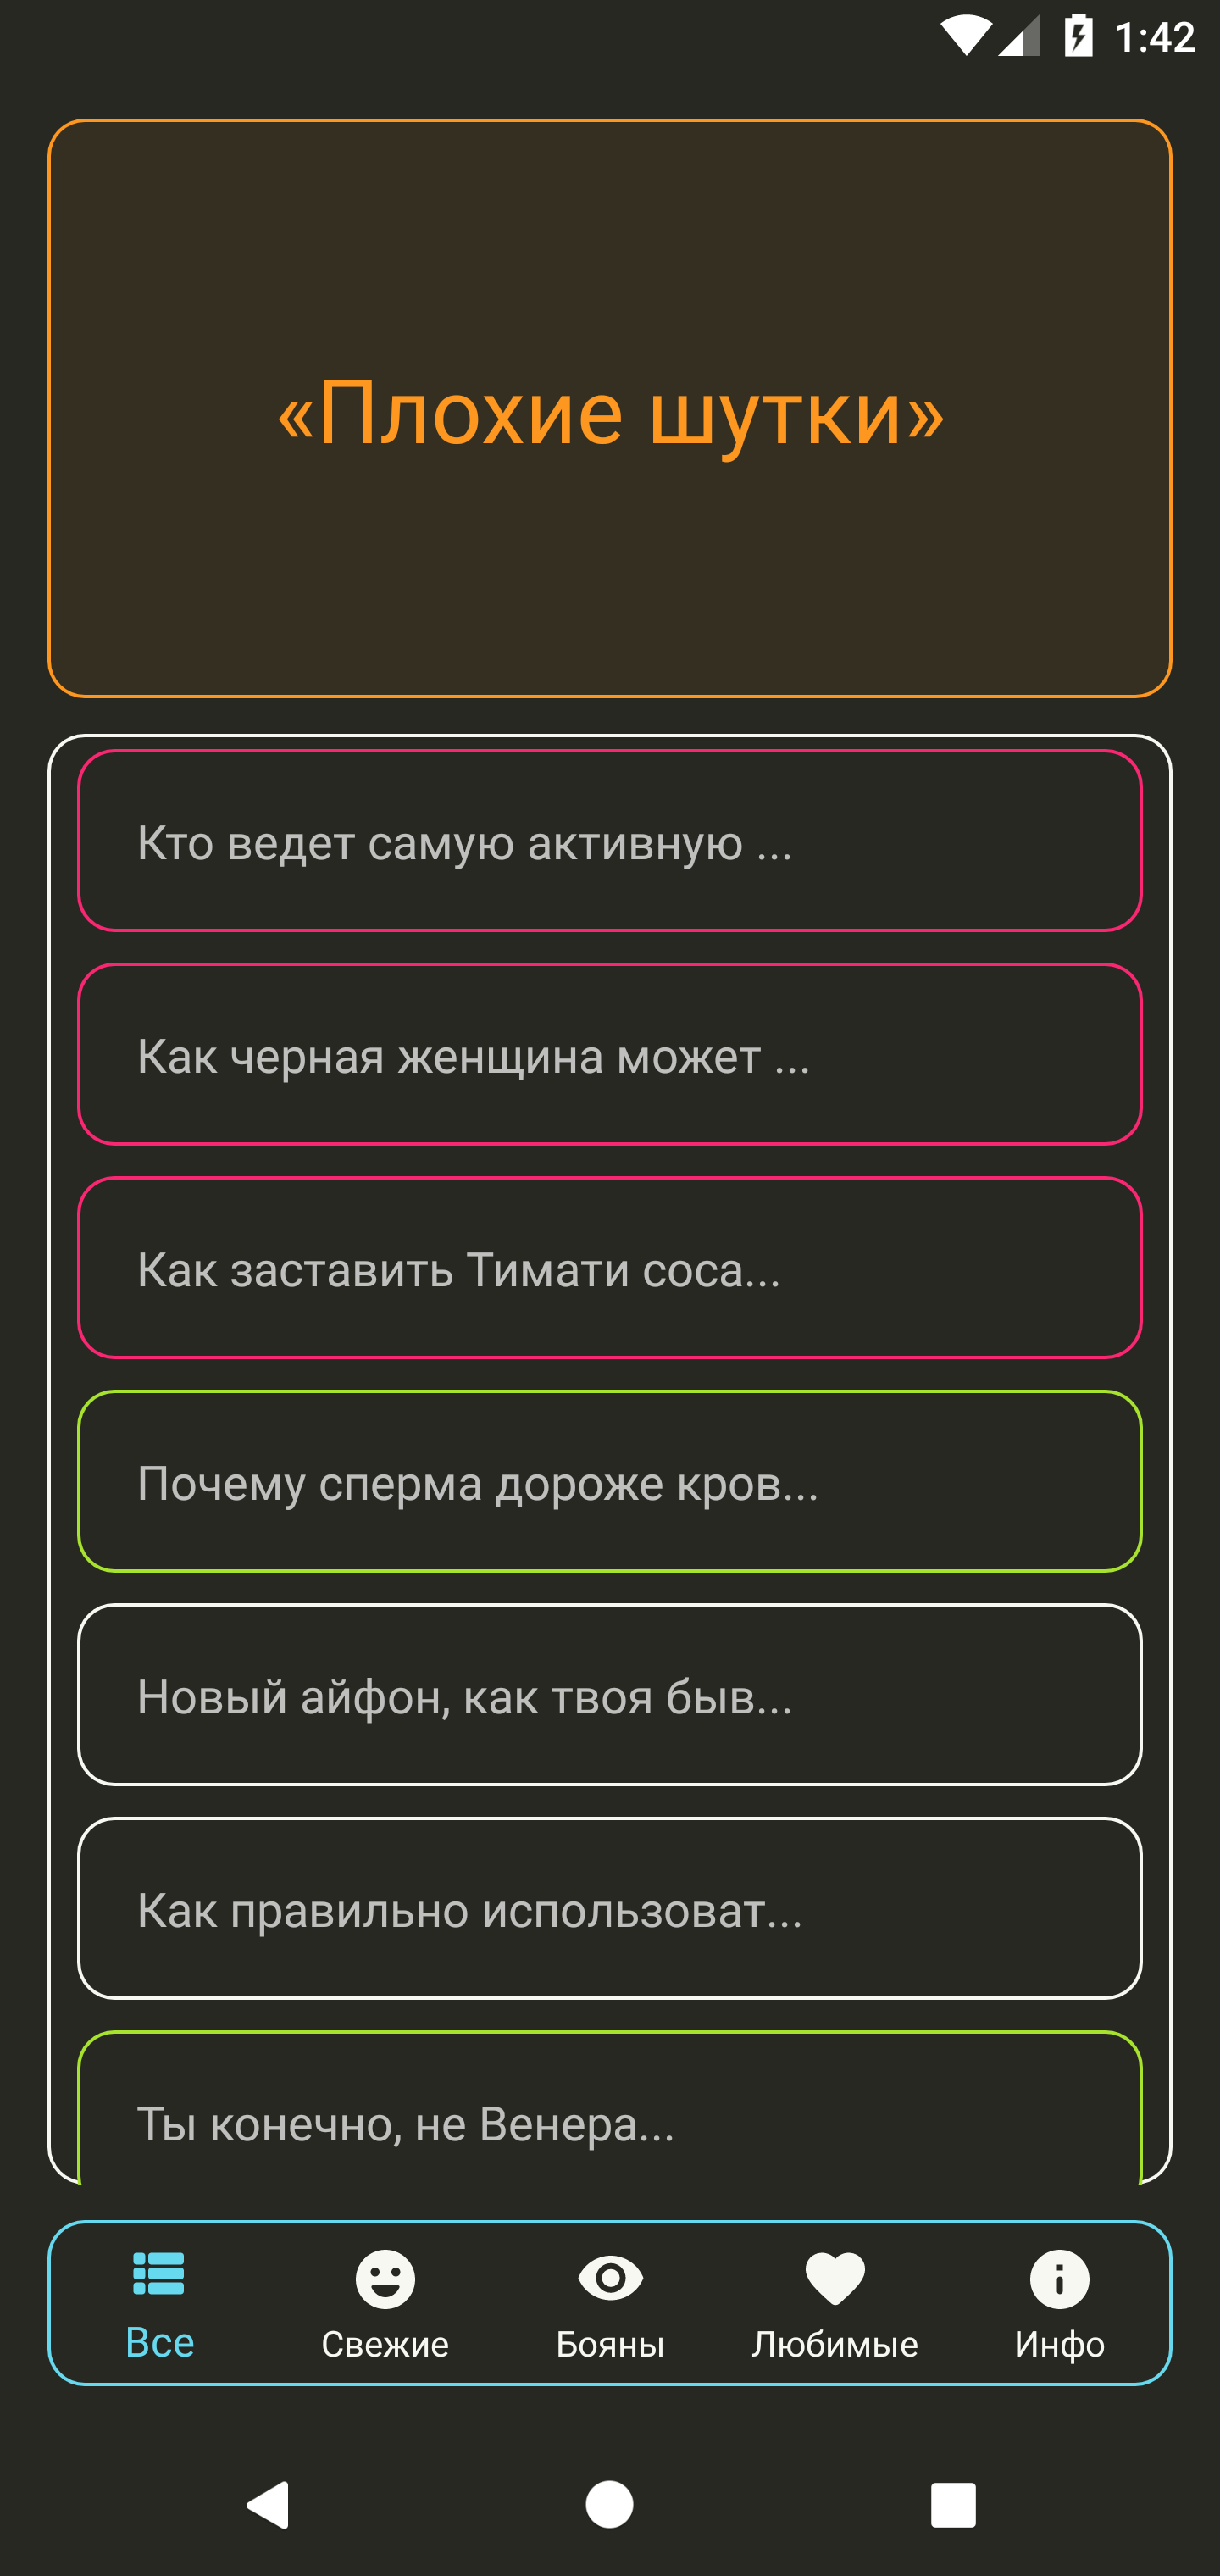 1:42
«Плохие шутки»
Кто ведет самую активную ...
Как черная женщина может ...
Как заставить Тимати соса...
Почему сперма дороже кров...
Новый айфон, как твоя быв...
Как правильно использоват...
Ты конечно, не Венера...
Все
Свежие
Бояны
Любимые
Инфо